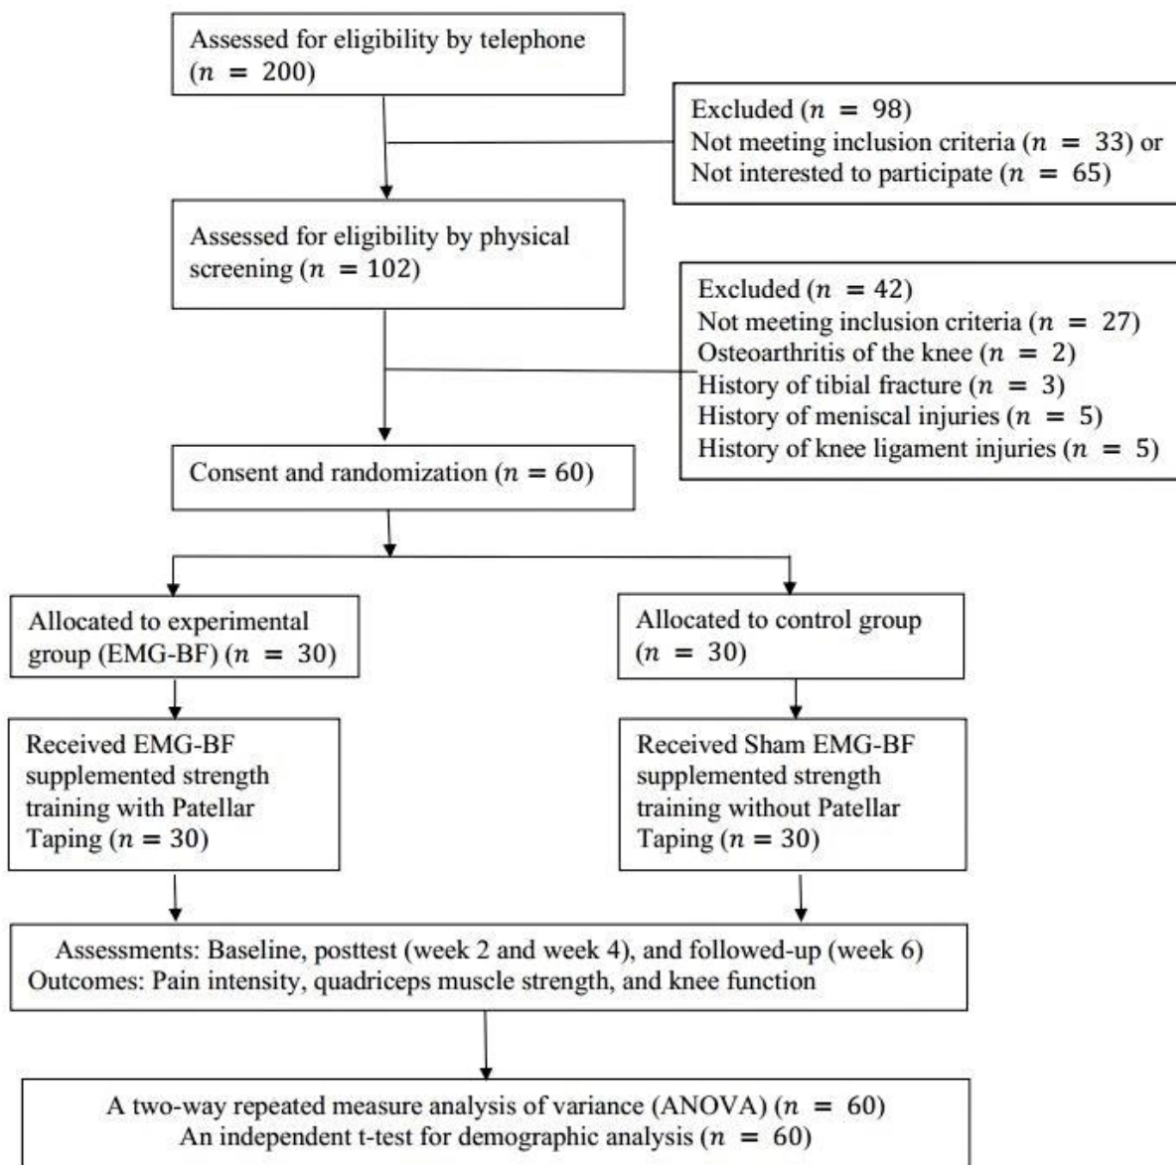 Assessed for eligibility by telephone
(n = 200)
Excluded (n = 98)
Not meeting inclusion criteria (n = 33) or
Not interested to participate (n = 65)
Assessed for eligibility by physical
screening (n = 102)
Excluded (n = 42)
Not meeting inclusion criteria (n = 27)
Osteoarthritis of the knee (n = 2)
History of tibial fracture (n = 3)
History of meniscal injuries (n = 5)
History of knee ligament injuries (n = 5)
Consent and randomization (n = 60)
Allocated to experimental
group (EMG-BF) (n = 30)
Allocated to control group
(n = 30)
Received EMG-BF
supplemented strength
training with Patellar
Taping (n = 30)
Received Sham EMG-BF
supplemented strength
training without Patellar
Taping (n = 30)
Assessments: Baseline, posttest (week 2 and week 4), and followed-up (week 6)
Outcomes: Pain intensity, quadriceps muscle strength, and knee function
A two-way repeated measure analysis of variance (ANOVA) (n = 60)
An independent t-test for demographic analysis (n = 60)